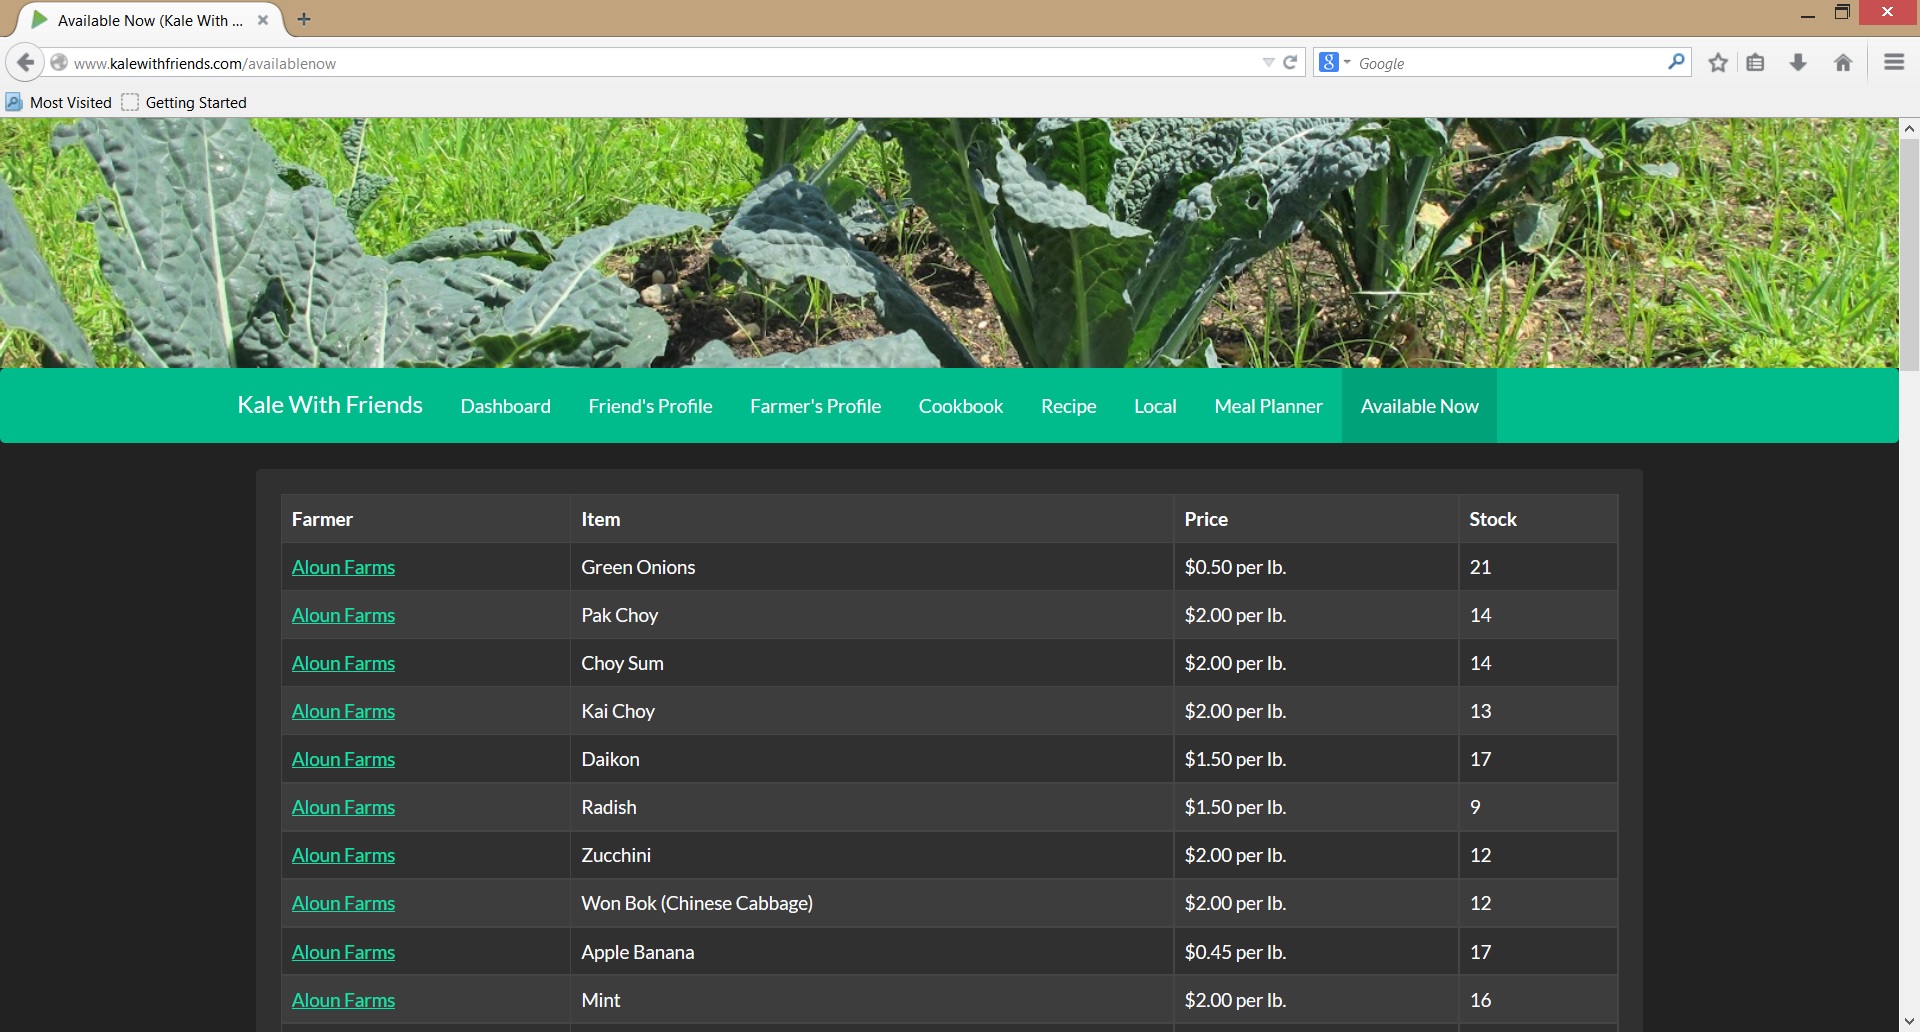 Available Now (Kale With ...
www.kalewithfriends.com/availablenow
8 Google
Most Visited Getting Started
Kale With Friends Dashboard Friend's Profile Farmer's Profile Cookbook Recipe Local Meal Planner Available Now
Farmer Item Price Stock
Aloun Farms Green Onions $0.50 per lb. 21
Aloun Farms Pak Choy $2.00 per lb. 14
Aloun Farms Choy Sum $2.00 per lb. 14
Aloun Farms Kai Choy $2.00 per lb. 13
Aloun Farms Daikon $1.50 per lb. 17
Aloun Farms Radish $1.50 per lb. 9
Aloun Farms Zucchini $2.00 per lb. 12
Aloun Farms Won Bok (Chinese Cabbage) $2.00 per lb. 12
Aloun Farms Apple Banana $0.45 per lb. 17
Aloun Farms Mint $2.00 per lb. 16